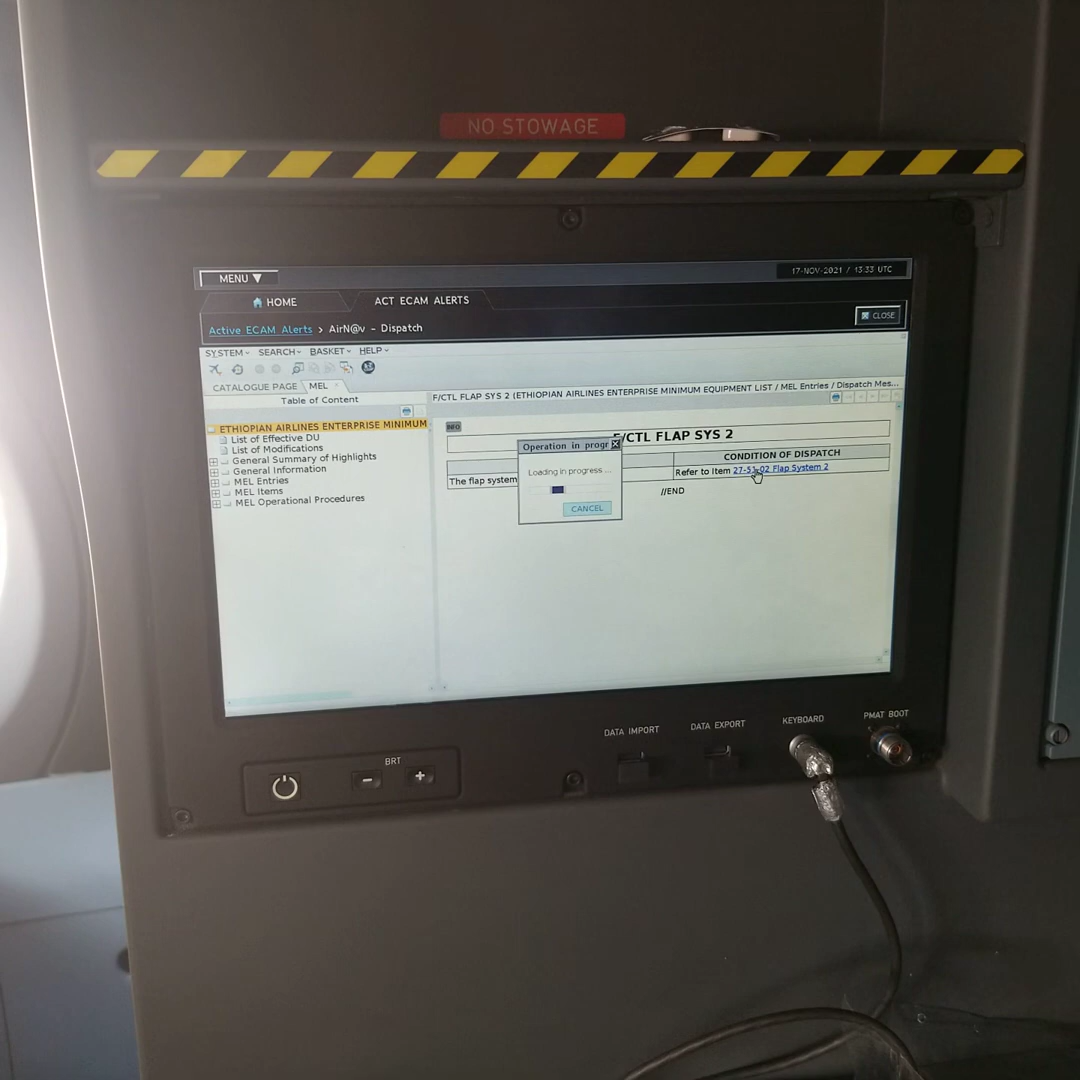 NO STOWAGE
MENU
17-NOV-2021 / 13:33 UTC
HOME
ACT ECAM ALERTS
Active ECAM Alerts > AirN@v - Dispatch
CLOSE
SYSTEM
SEARCH
BASKET
HELP
CATALOGUE PAGE
MEL
Table of Content
F/CTL FLAP SYS 2 (ETHIOPIAN AIRLINES ENTERPRISE MINIMUM EQUIPMENT LIST / MEL Entries / Dispatch Mes...
ETHIOPIAN AIRLINES ENTERPRISE MINIMUM
List of Effective DU
List of Modifications
General Summary of Highlights
General Information
MEL Entries
MEL Items
MEL Operational Procedures
F/CTL FLAP SYS 2
CONDITION OF DISPATCH
The flap system
Refer to Item 27-51-02 Flap System 2
//END
Operation in progr
Loading in progress ...
CANCEL
BRT
-
+
DATA IMPORT
DATA EXPORT
KEYBOARD
PMAT BOOT